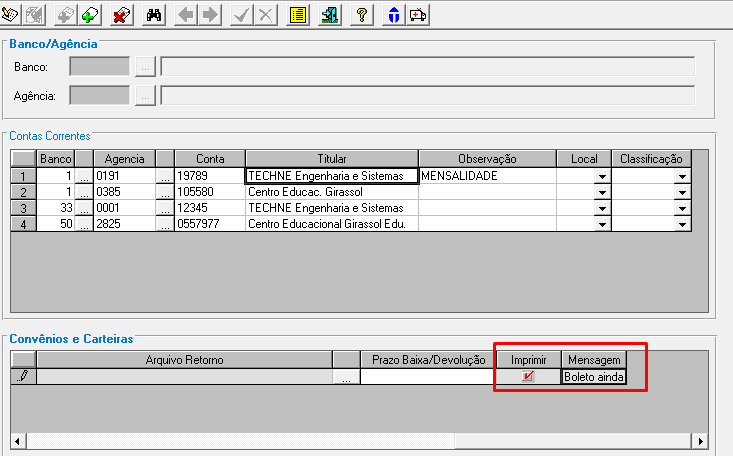 Banco/Agência
Banco: ...
Agência: ...
Contas Correntes
Banco Agencia Conta Titular Observação Local Classificação
1 1 ... 0191 ... 19789 TECHNE Engenharia e Sistemas MENSALIDADE
2 1 ... 0385 ... 105580 Centro Educac. Girassol
3 33 ... 0001 ... 12345 TECHNE Engenharia e Sistemas
4 50 ... 2825 ... 0557977 Centro Educacional Girassol Edu.
Convênios e Carteiras
Arquivo Retorno Prazo Baixa/Devolução Imprimir Mensagem
... Boleto ainda